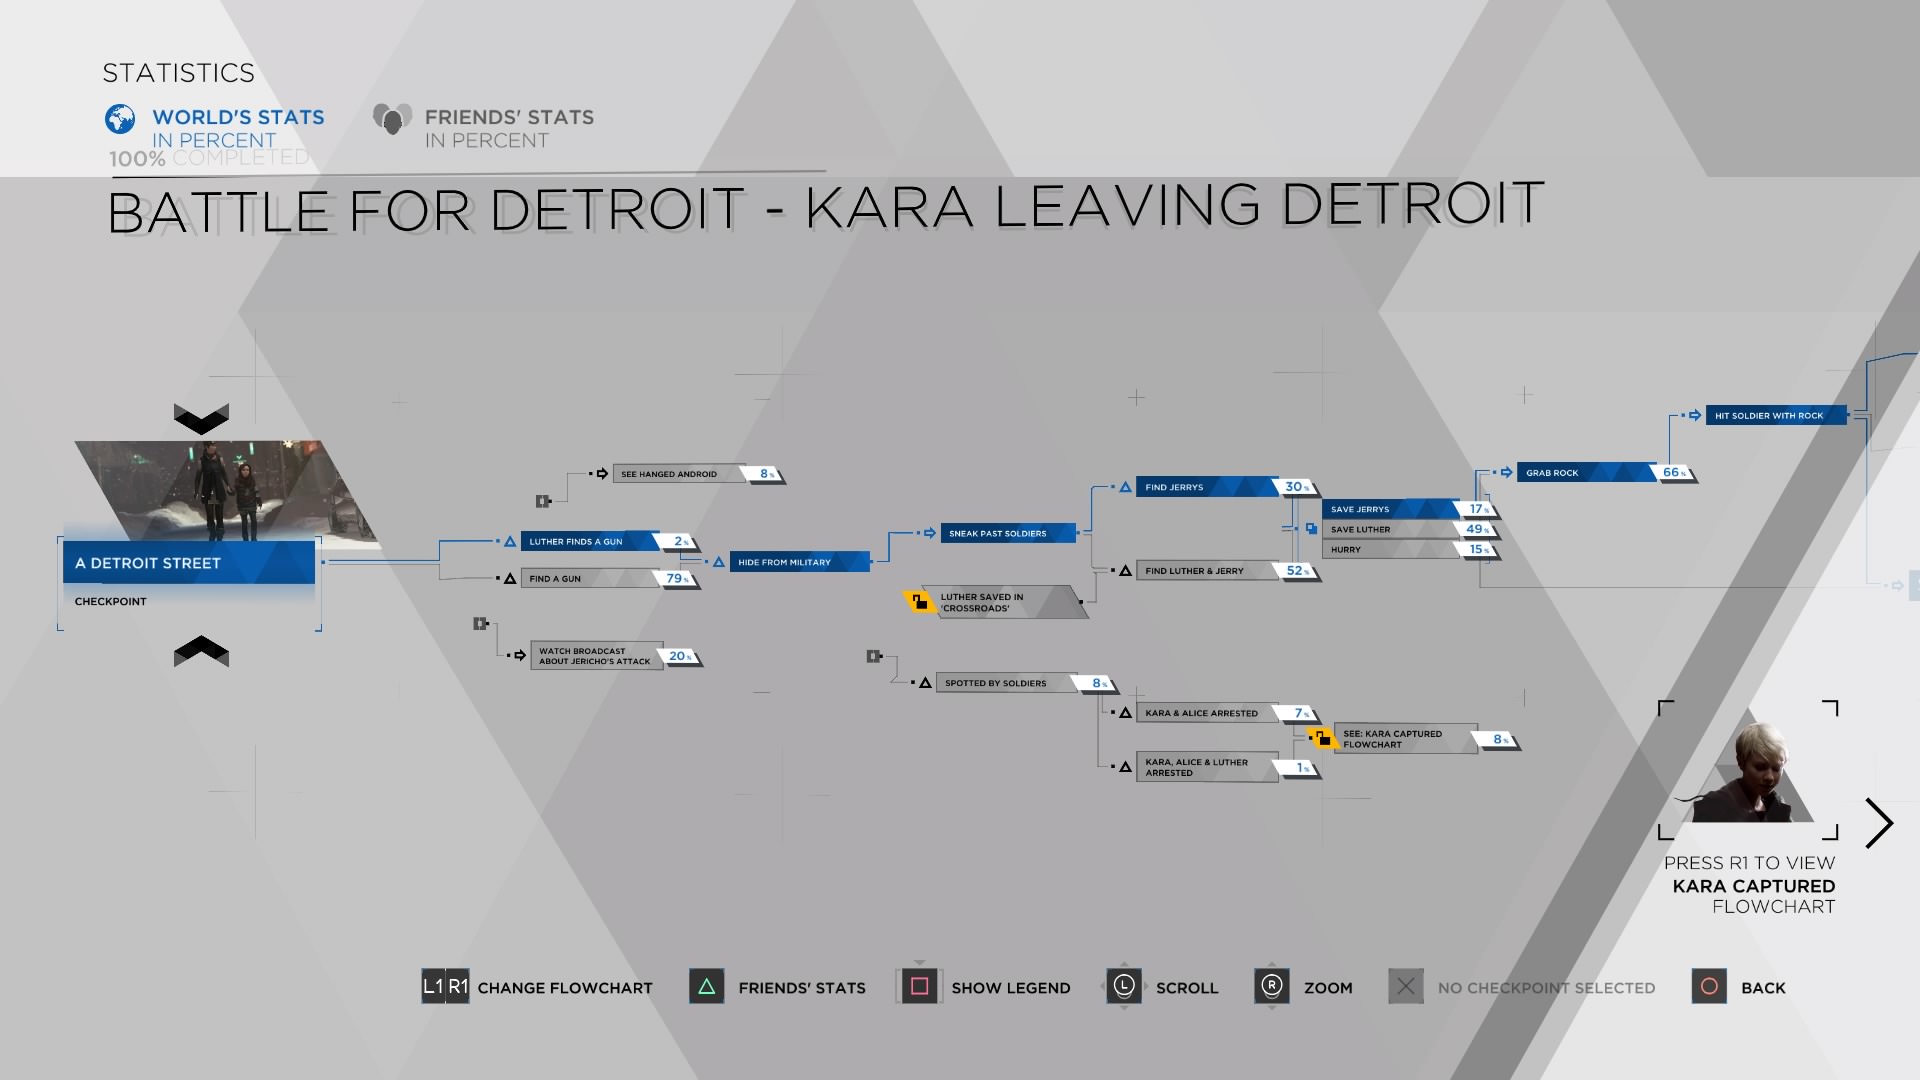 STATISTICS
WORLD'S STATS
IN PERCENT
FRIENDS' STATS
IN PERCENT
100% COMPLETED
BATTLE FOR DETROIT - KARA LEAVING DETROIT
A DETROIT STREET
CHECKPOINT
SEE HANGED ANDROID 8%
LUTHER FINDS A GUN 2%
FIND A GUN 79%
WATCH BROADCAST
ABOUT JERICHO'S ATTACK 20%
HIDE FROM MILITARY
SNEAK PAST SOLDIERS
LUTHER SAVED IN
'CROSSROADS'
SPOTTED BY SOLDIERS 8%
FIND JERRYS 30%
FIND LUTHER & JERRY 52%
KARA & ALICE ARRESTED 7%
KARA, ALICE & LUTHER
ARRESTED 1%
SAVE JERRYS 17%
SAVE LUTHER 49%
HURRY 15%
SEE: KARA CAPTURED
FLOWCHART 8%
GRAB ROCK 66%
HIT SOLDIER WITH ROCK
PRESS R1 TO VIEW
KARA CAPTURED
FLOWCHART
L1 R1 CHANGE FLOWCHART
FRIENDS' STATS
SHOW LEGEND
L SCROLL
R ZOOM
NO CHECKPOINT SELECTED
BACK